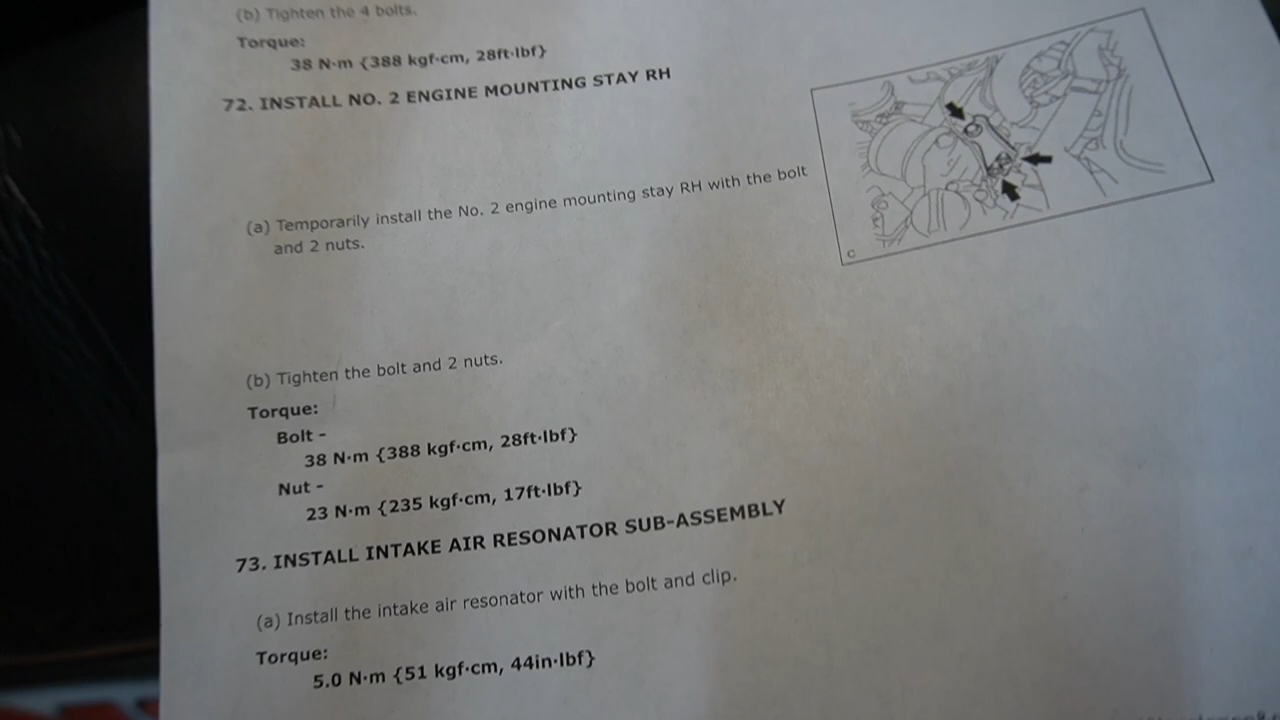 (b) Tighten the 4 bolts.
Torque:
38 N·m {388 kgf·cm, 28ft·lbf}
72. INSTALL NO. 2 ENGINE MOUNTING STAY RH
(a) Temporarily install the No. 2 engine mounting stay RH with the bolt
and 2 nuts.
C
(b) Tighten the bolt and 2 nuts.
Torque:
Bolt -
38 N·m {388 kgf·cm, 28ft·lbf}
Nut -
23 N·m {235 kgf·cm, 17ft·lbf}
73. INSTALL INTAKE AIR RESONATOR SUB-ASSEMBLY
(a) Install the intake air resonator with the bolt and clip.
Torque:
5.0 N·m {51 kgf·cm, 44in·lbf}